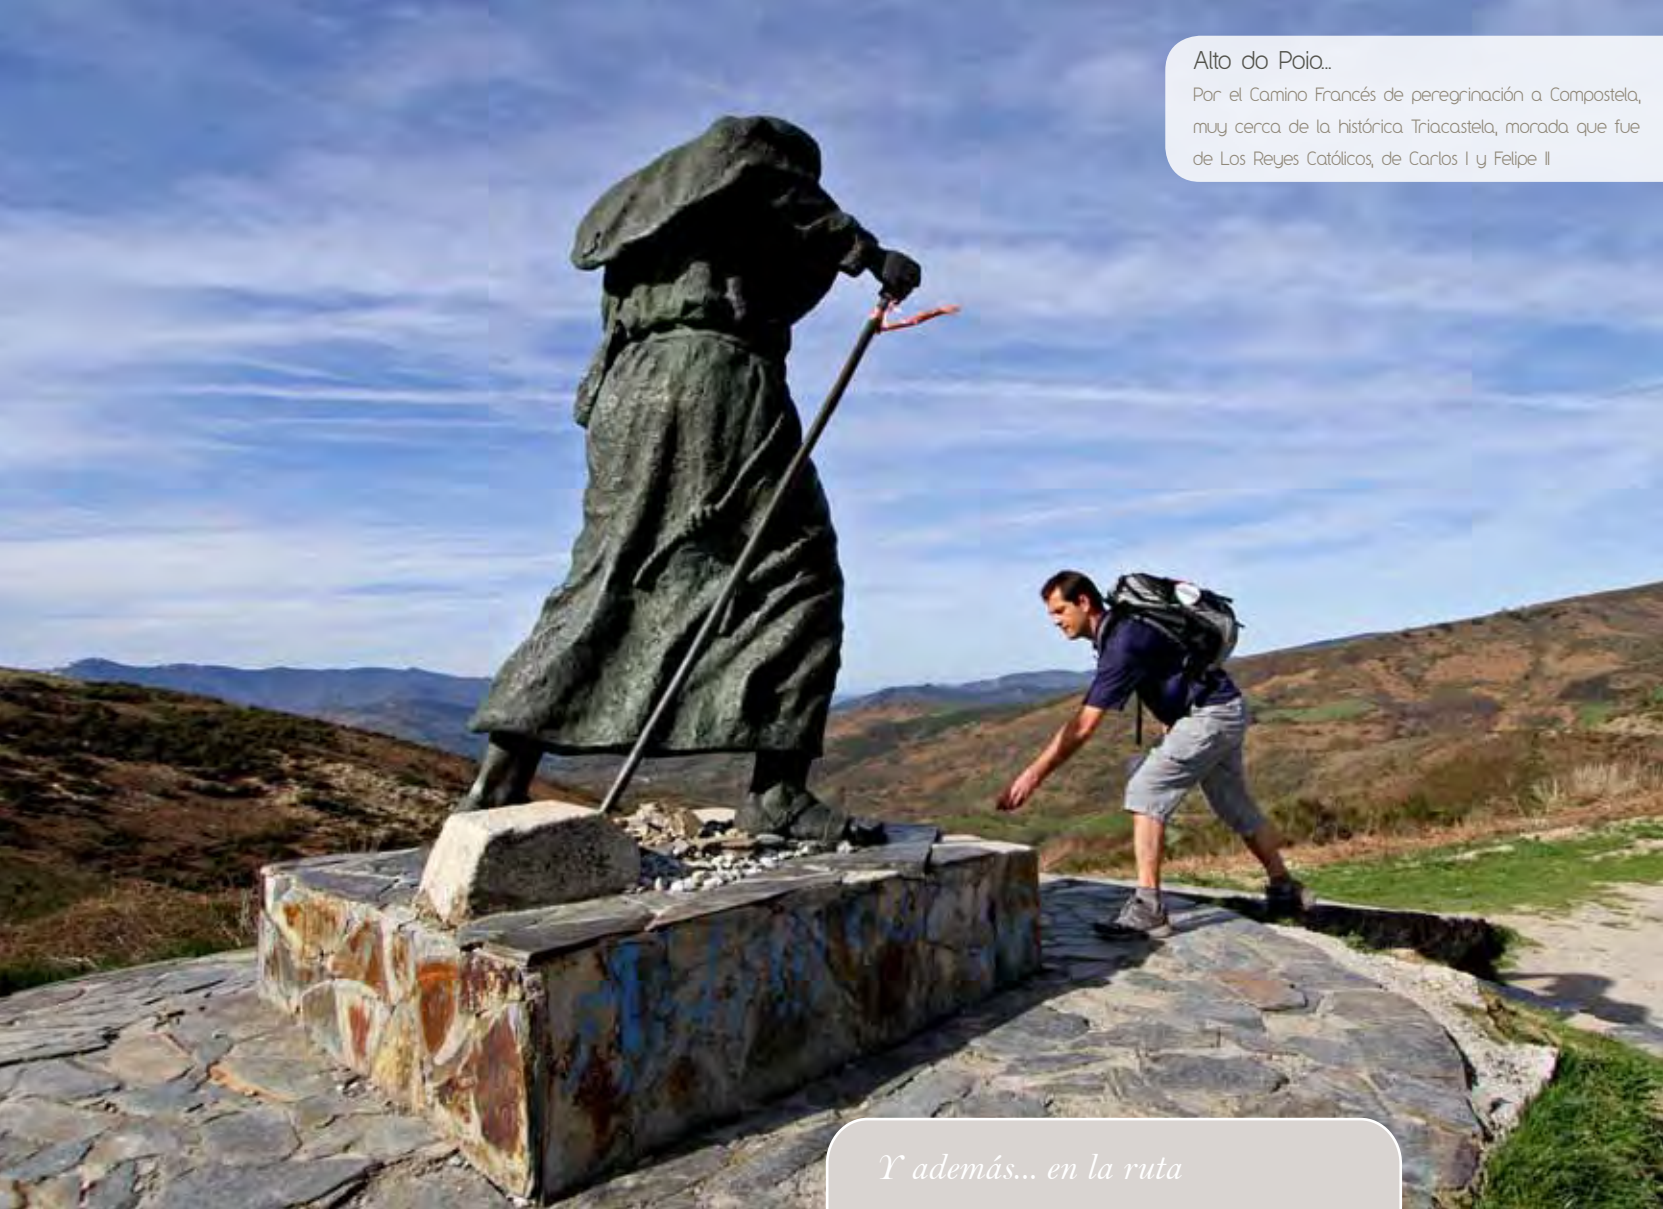 Alto do Poio...
Por el Camino Francés de peregrinación a Compostela,
muy cerca de la histórica Triacastela, morada que fue
de Los Reyes Católicos, de Carlos I y Felipe II
Y además... en la ruta